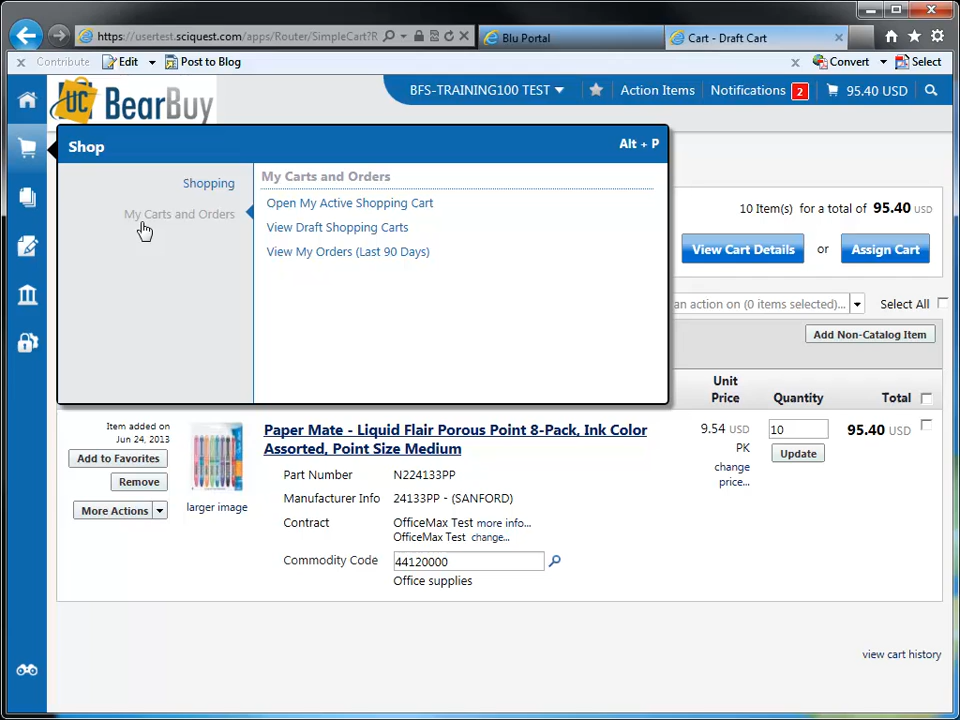 https://usertest.sciquest.com/apps/Router/SimpleCart?R
Blu Portal
Cart - Draft Cart
Contribute
Edit
Post to Blog
Convert
Select
UC BearBuy
BFS-TRAINING100 TEST
Action Items
Notifications 2
95.40 USD
Shop
Alt + P
Shopping
My Carts and Orders
My Carts and Orders
Open My Active Shopping Cart
View Draft Shopping Carts
View My Orders (Last 90 Days)
10 Item(s) for a total of 95.40 USD
View Cart Details or Assign Cart
an action on (0 items selected)...
Select All
Add Non-Catalog Item
Unit Price
Quantity
Total
Item added on
Jun 24, 2013
Add to Favorites
Remove
More Actions
larger image
Paper Mate - Liquid Flair Porous Point 8-Pack, Ink Color
Assorted, Point Size Medium
9.54 USD
PK
change
price...
10
Update
95.40 USD
Part Number N224133PP
Manufacturer Info 24133PP - (SANFORD)
Contract OfficeMax Test more info...
OfficeMax Test change...
Commodity Code 44120000
Office supplies
view cart history